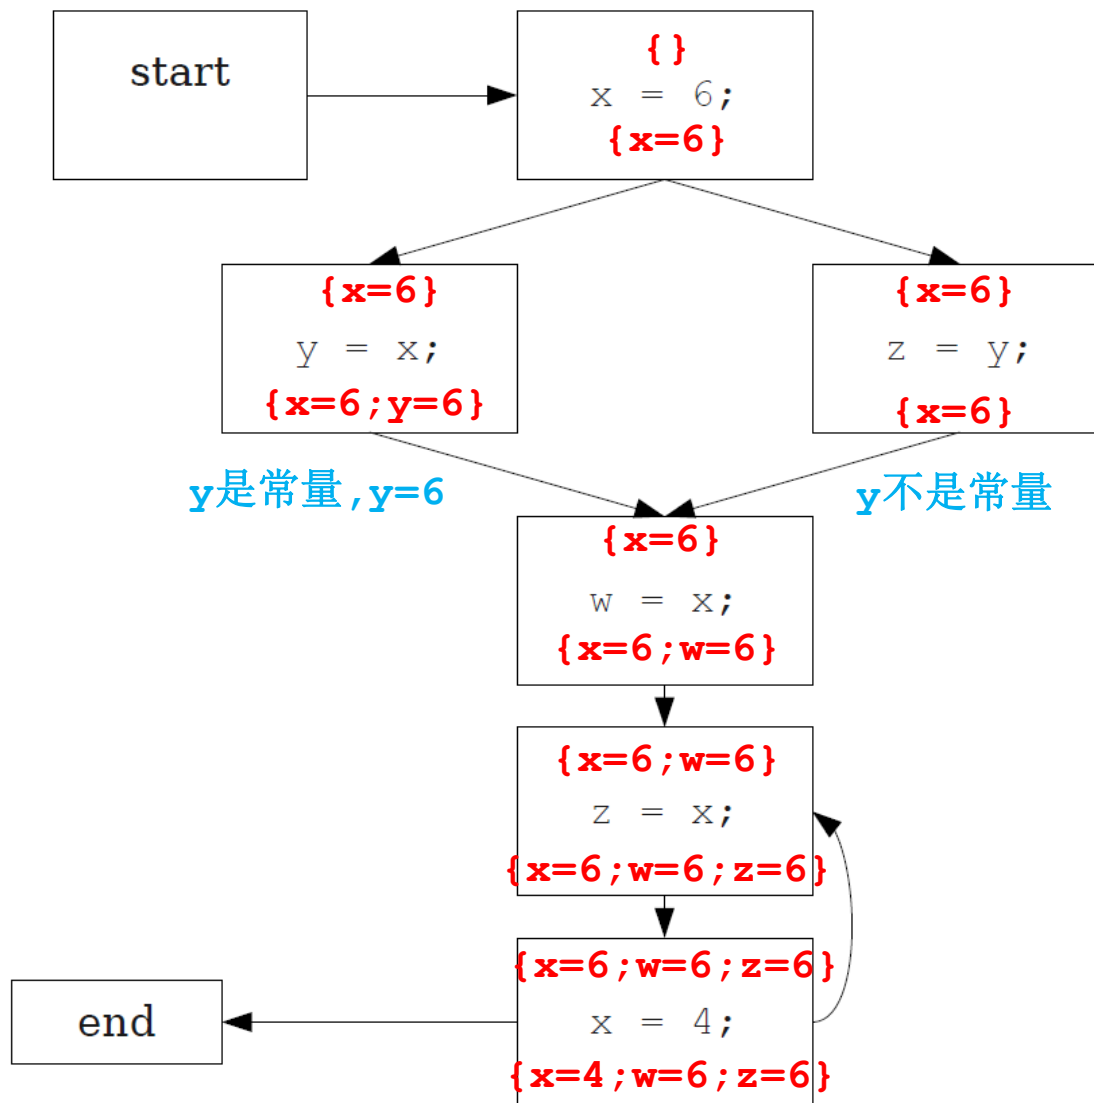 start
{}
x = 6;
{x=6}
{x=6}
y = x;
{x=6;y=6}
{x=6}
z = y;
{x=6}
y是常量,y=6
y不是常量
{x=6}
w = x;
{x=6;w=6}
{x=6;w=6}
z = x;
{x=6;w=6;z=6}
{x=6;w=6;z=6}
x = 4;
{x=4;w=6;z=6}
end